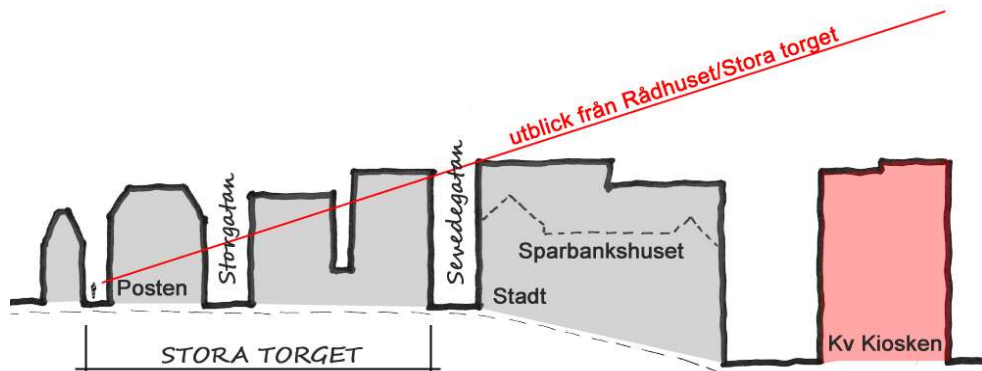 utblick från Rådhuset/Stora torget
Storgatan
Sevedegatan
Sparbankshuset
Posten
Stadt
Kv Kiosken
STORA TORGET